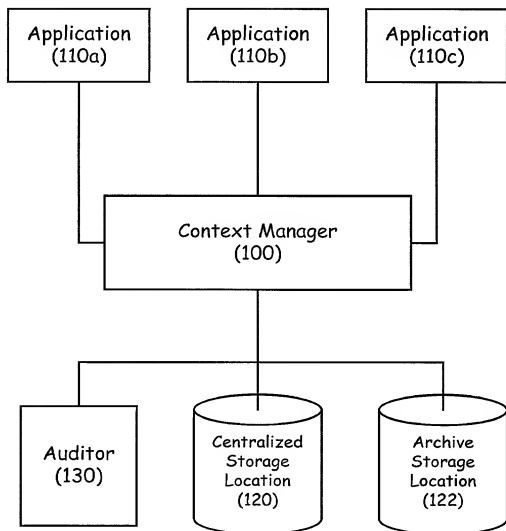 Application
(110a)
Application
(110b)
Application
(110c)
Context Manager
(100)
Auditor
(130)
Centralized
Storage
Location
(120)
Archive
Storage
Location
(122)